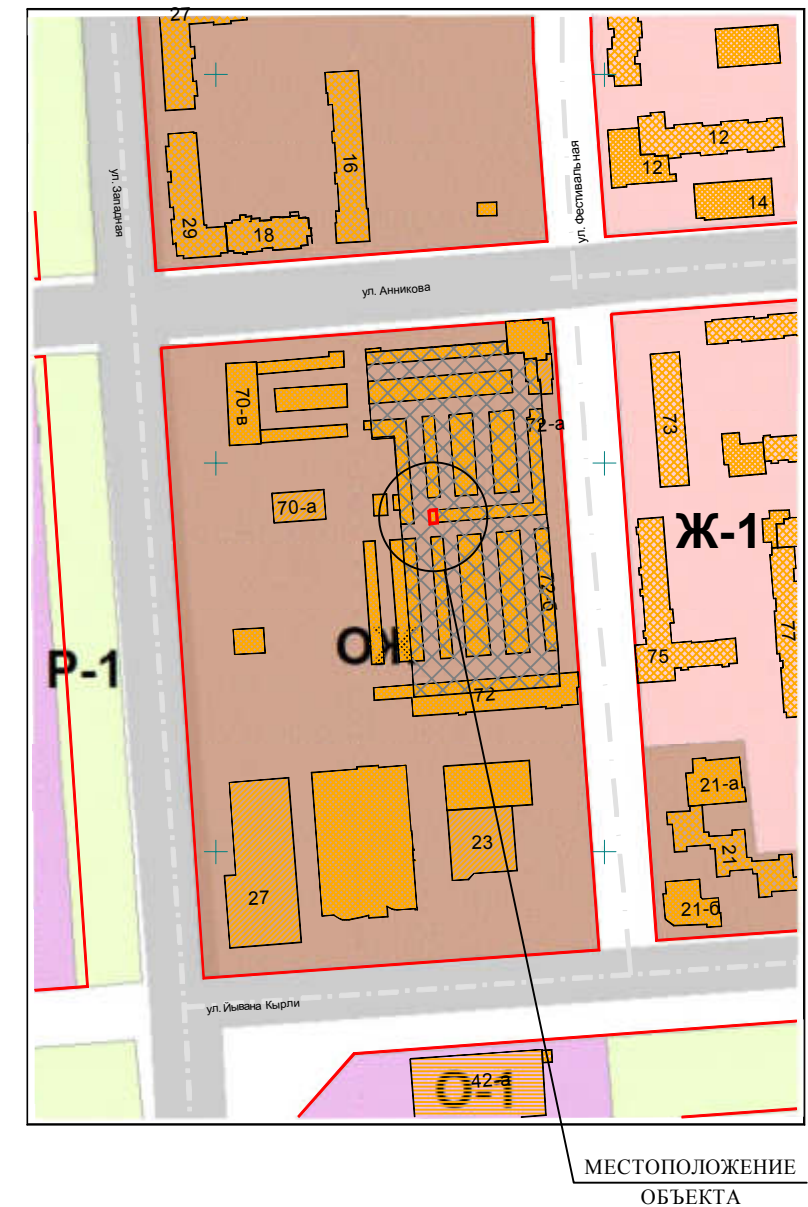 27
16
29
18
ул. Западная
ул. Фестивальная
12
12
14
ул. Анникова
70-в
72-а
73
70-а
Ж-1
72-б
ОЖ
Р-1
75
77
72
21-а
23
21
27
21-б
ул. Йывана Кырли
42-а
О-1
МЕСТОПОЛОЖЕНИЕ
ОБЪЕКТА